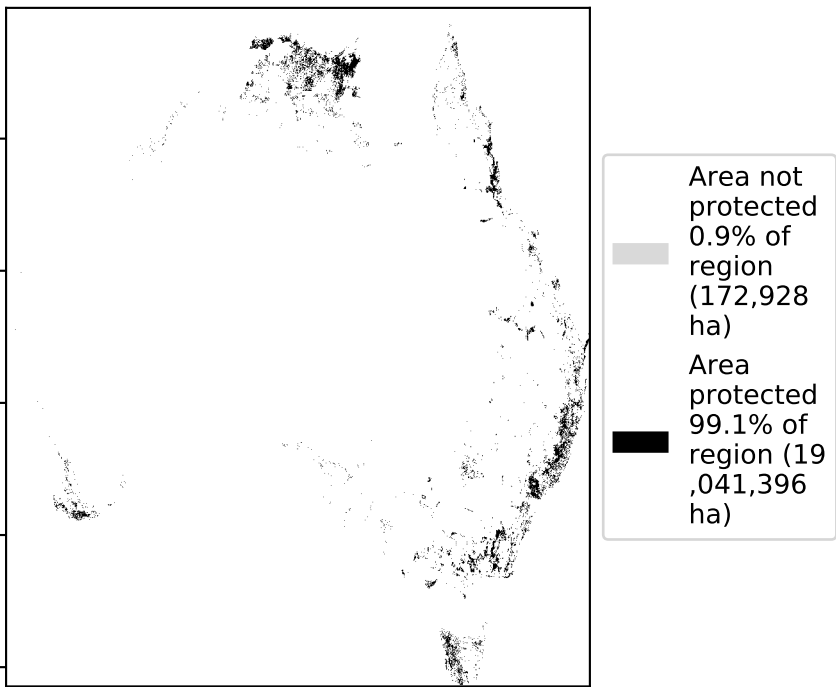 Area not
protected
0.9% of
region
(172,928
ha)
Area
protected
99.1% of
region (19
,041,396
ha)